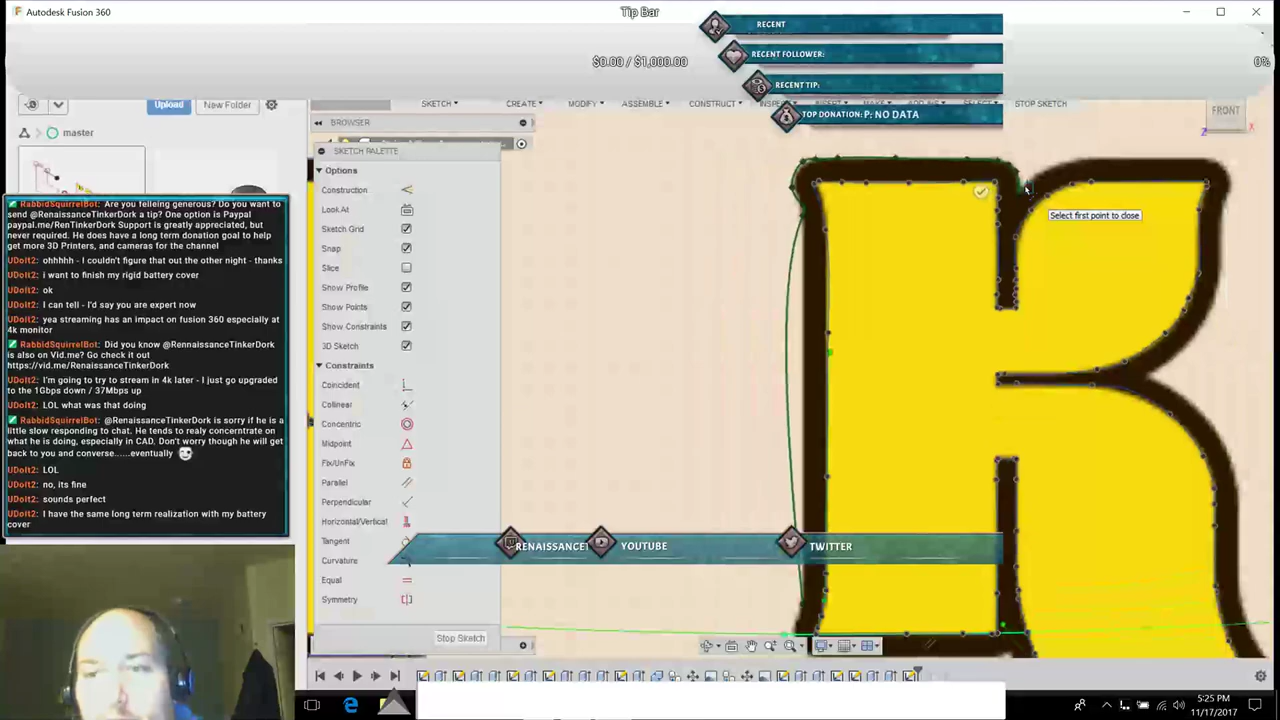 Autodesk Fusion 360
Tip Bar
RECENT
$0.00 / $1,000.00
RECENT FOLLOWER:
0%
RECENT TIP:
Upload
New Folder
SKETCH
CREATE
MODIFY
ASSEMBLE
CONSTRUCT
STOP SKETCH
TOP DONATION: P: NO DATA
FRONT
Z
X
master
BROWSER
SKETCH PALETTE
Options
Construction
Look At
Sketch Grid
Snap
Slice
Show Profile
Show Points
Show Constraints
3D Sketch
Constraints
Coincident
Collinear
Concentric
Midpoint
Fix/UnFix
Parallel
Perpendicular
Horizontal/Vertical
Tangent
Curvature
Equal
Symmetry
Stop Sketch
Select first point to close
RabbidSquirrelBot: Are you felleing generous? Do you want to
send @RenaissanceTinkerDork a tip? One option is Paypal
paypal.me/RenTinkerDork Support is greatly appreciated, but
never required. He does have a long term donation goal to help
get more 3D Printers, and cameras for the channel
UDoIt2: ohhhhh - I couldn't figure that out the other night - thanks
UDoIt2: i want to finish my rigid battery cover
UDoIt2: ok
UDoIt2: I can tell - I'd say you are expert now
UDoIt2: yea streaming has an impact on fusion 360 especially at
4k monitor
RabbidSquirrelBot: Did you know @RennaissanceTinkerDork
is also on Vid.me? Go check it out
https://vid.me/RenaissanceTinkerDork
UDoIt2: I'm going to try to stream in 4k later - I just go upgraded
to the 1Gbps down / 37Mbps up
UDoIt2: LOL what was that doing
RabbidSquirrelBot: @RenaissanceTinkerDork is sorry if he is a
little slow responding to chat. He tends to realy concerntrate on
what he is doing, especially in CAD, Don't worry though he will get
back to you and converse......eventually
UDoIt2: LOL
UDoIt2: no, its fine
UDoIt2: sounds perfect
UDoIt2: I have the same long term realization with my battery
cover
RENAISSANCET
YOUTUBE
TWITTER
5:25 PM
11/17/2017